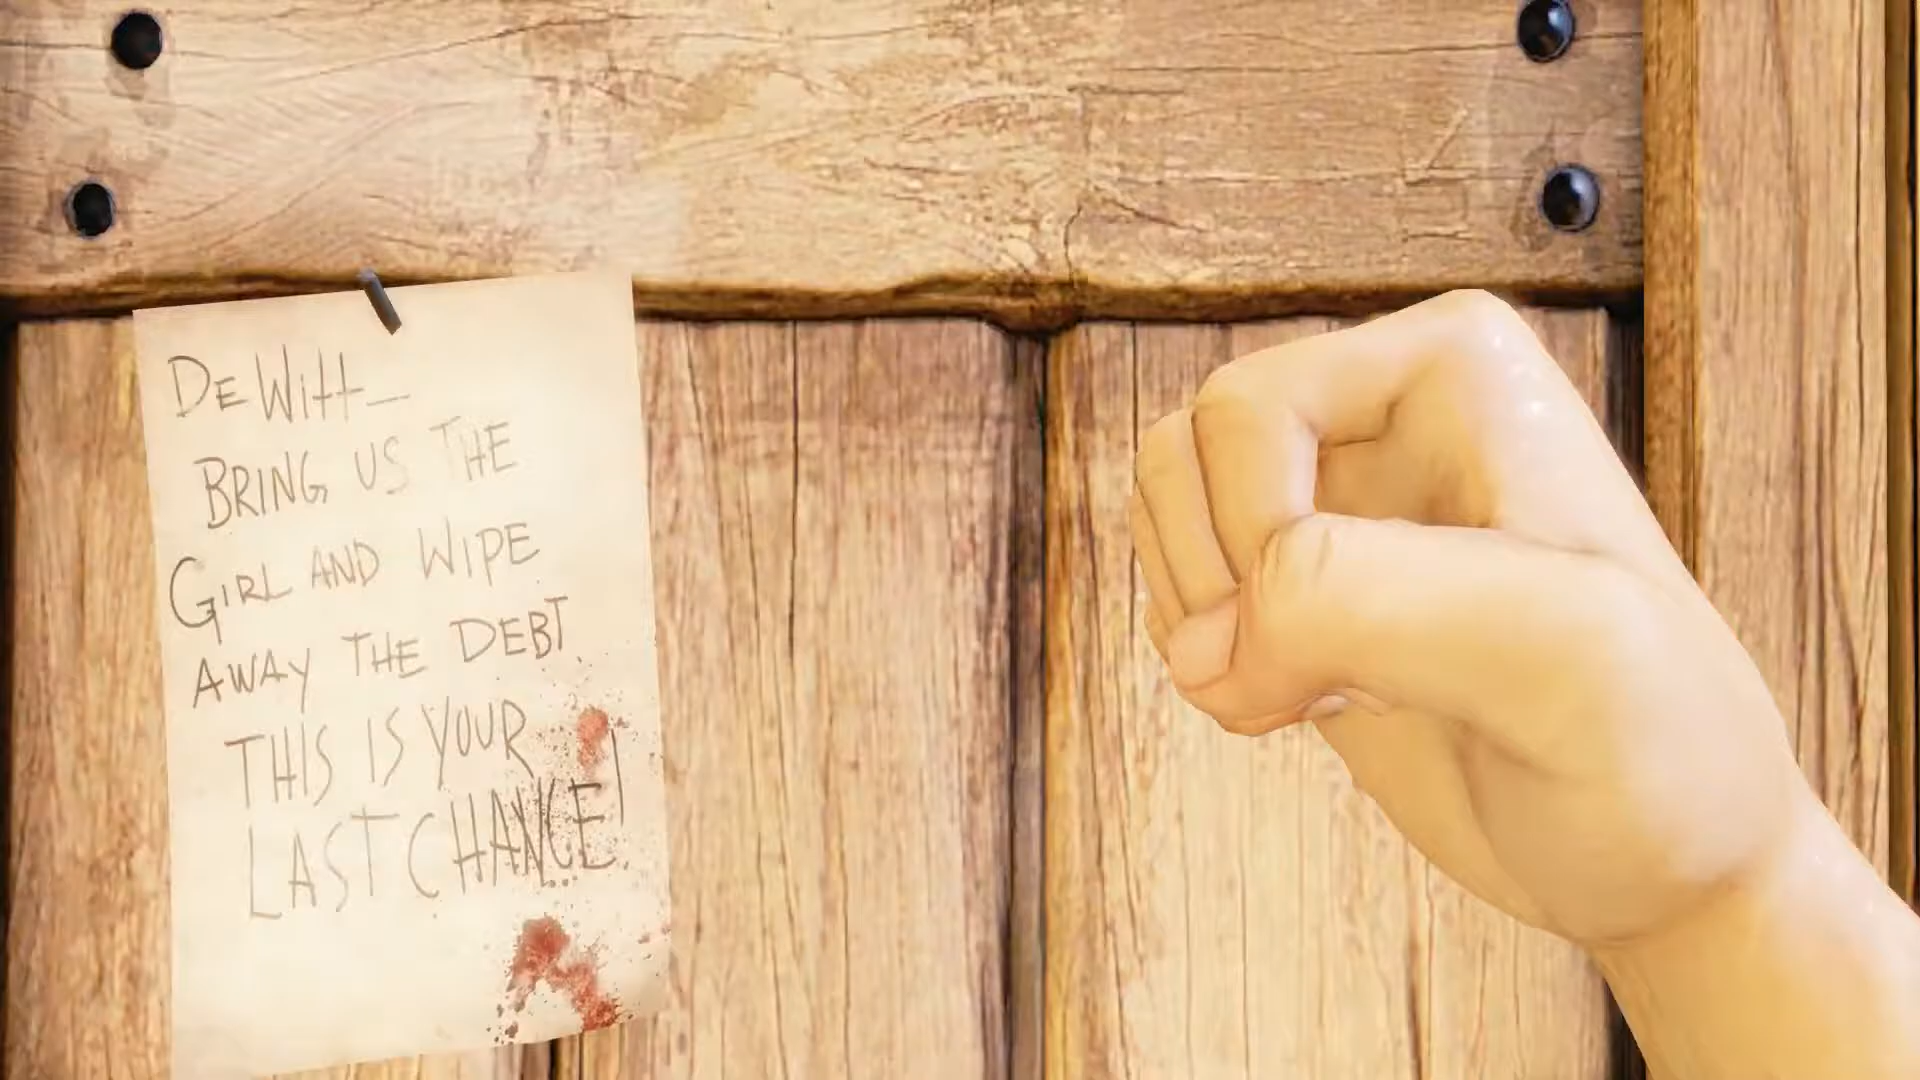 DeWitt—
BRING US THE
GIRL AND WIPE
AWAY THE DEBT
THIS IS YOUR
LAST CHANCE!